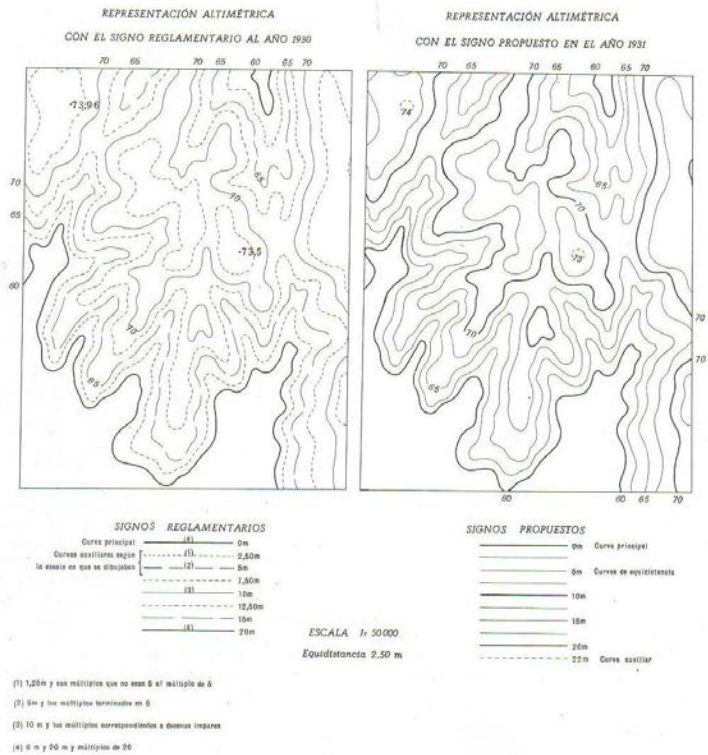 REPRESENTACIÓN ALTIMÉTRICA
CON EL SIGNO REGLAMENTARIO AL AÑO 1930
70 65 70 65 60 65 70
·73,96
65
70
70
65
·73,5
60
70
65
SIGNOS REGLAMENTARIOS
Curva principal (4) 0m
Curvas auxiliares según (1) 2,50m
la escala en que se dibujaban (2) 5m
7,50m
(3) 10m
12,50m
15m
(4) 20m
REPRESENTACIÓN ALTIMÉTRICA
CON EL SIGNO PROPUESTO EN EL AÑO 1931
70 65 70 65 60 65 70
74
65
70
73
70
70
70
65
60 60 65 70
SIGNOS PROPUESTOS
0m Curva principal
5m Curvas de equidistancia
10m
15m
20m
22m Curva auxiliar
ESCALA 1: 50000
Equidistancia 2,50 m
(1) 1,25m y sus múltiplos que no sean 5 ni múltiplo de 5
(2) 5m y los múltiplos terminados en 5
(3) 10 m y los múltiplos correspondientes a decenas impares
(4) 0 m y 20 m y múltiplos de 20